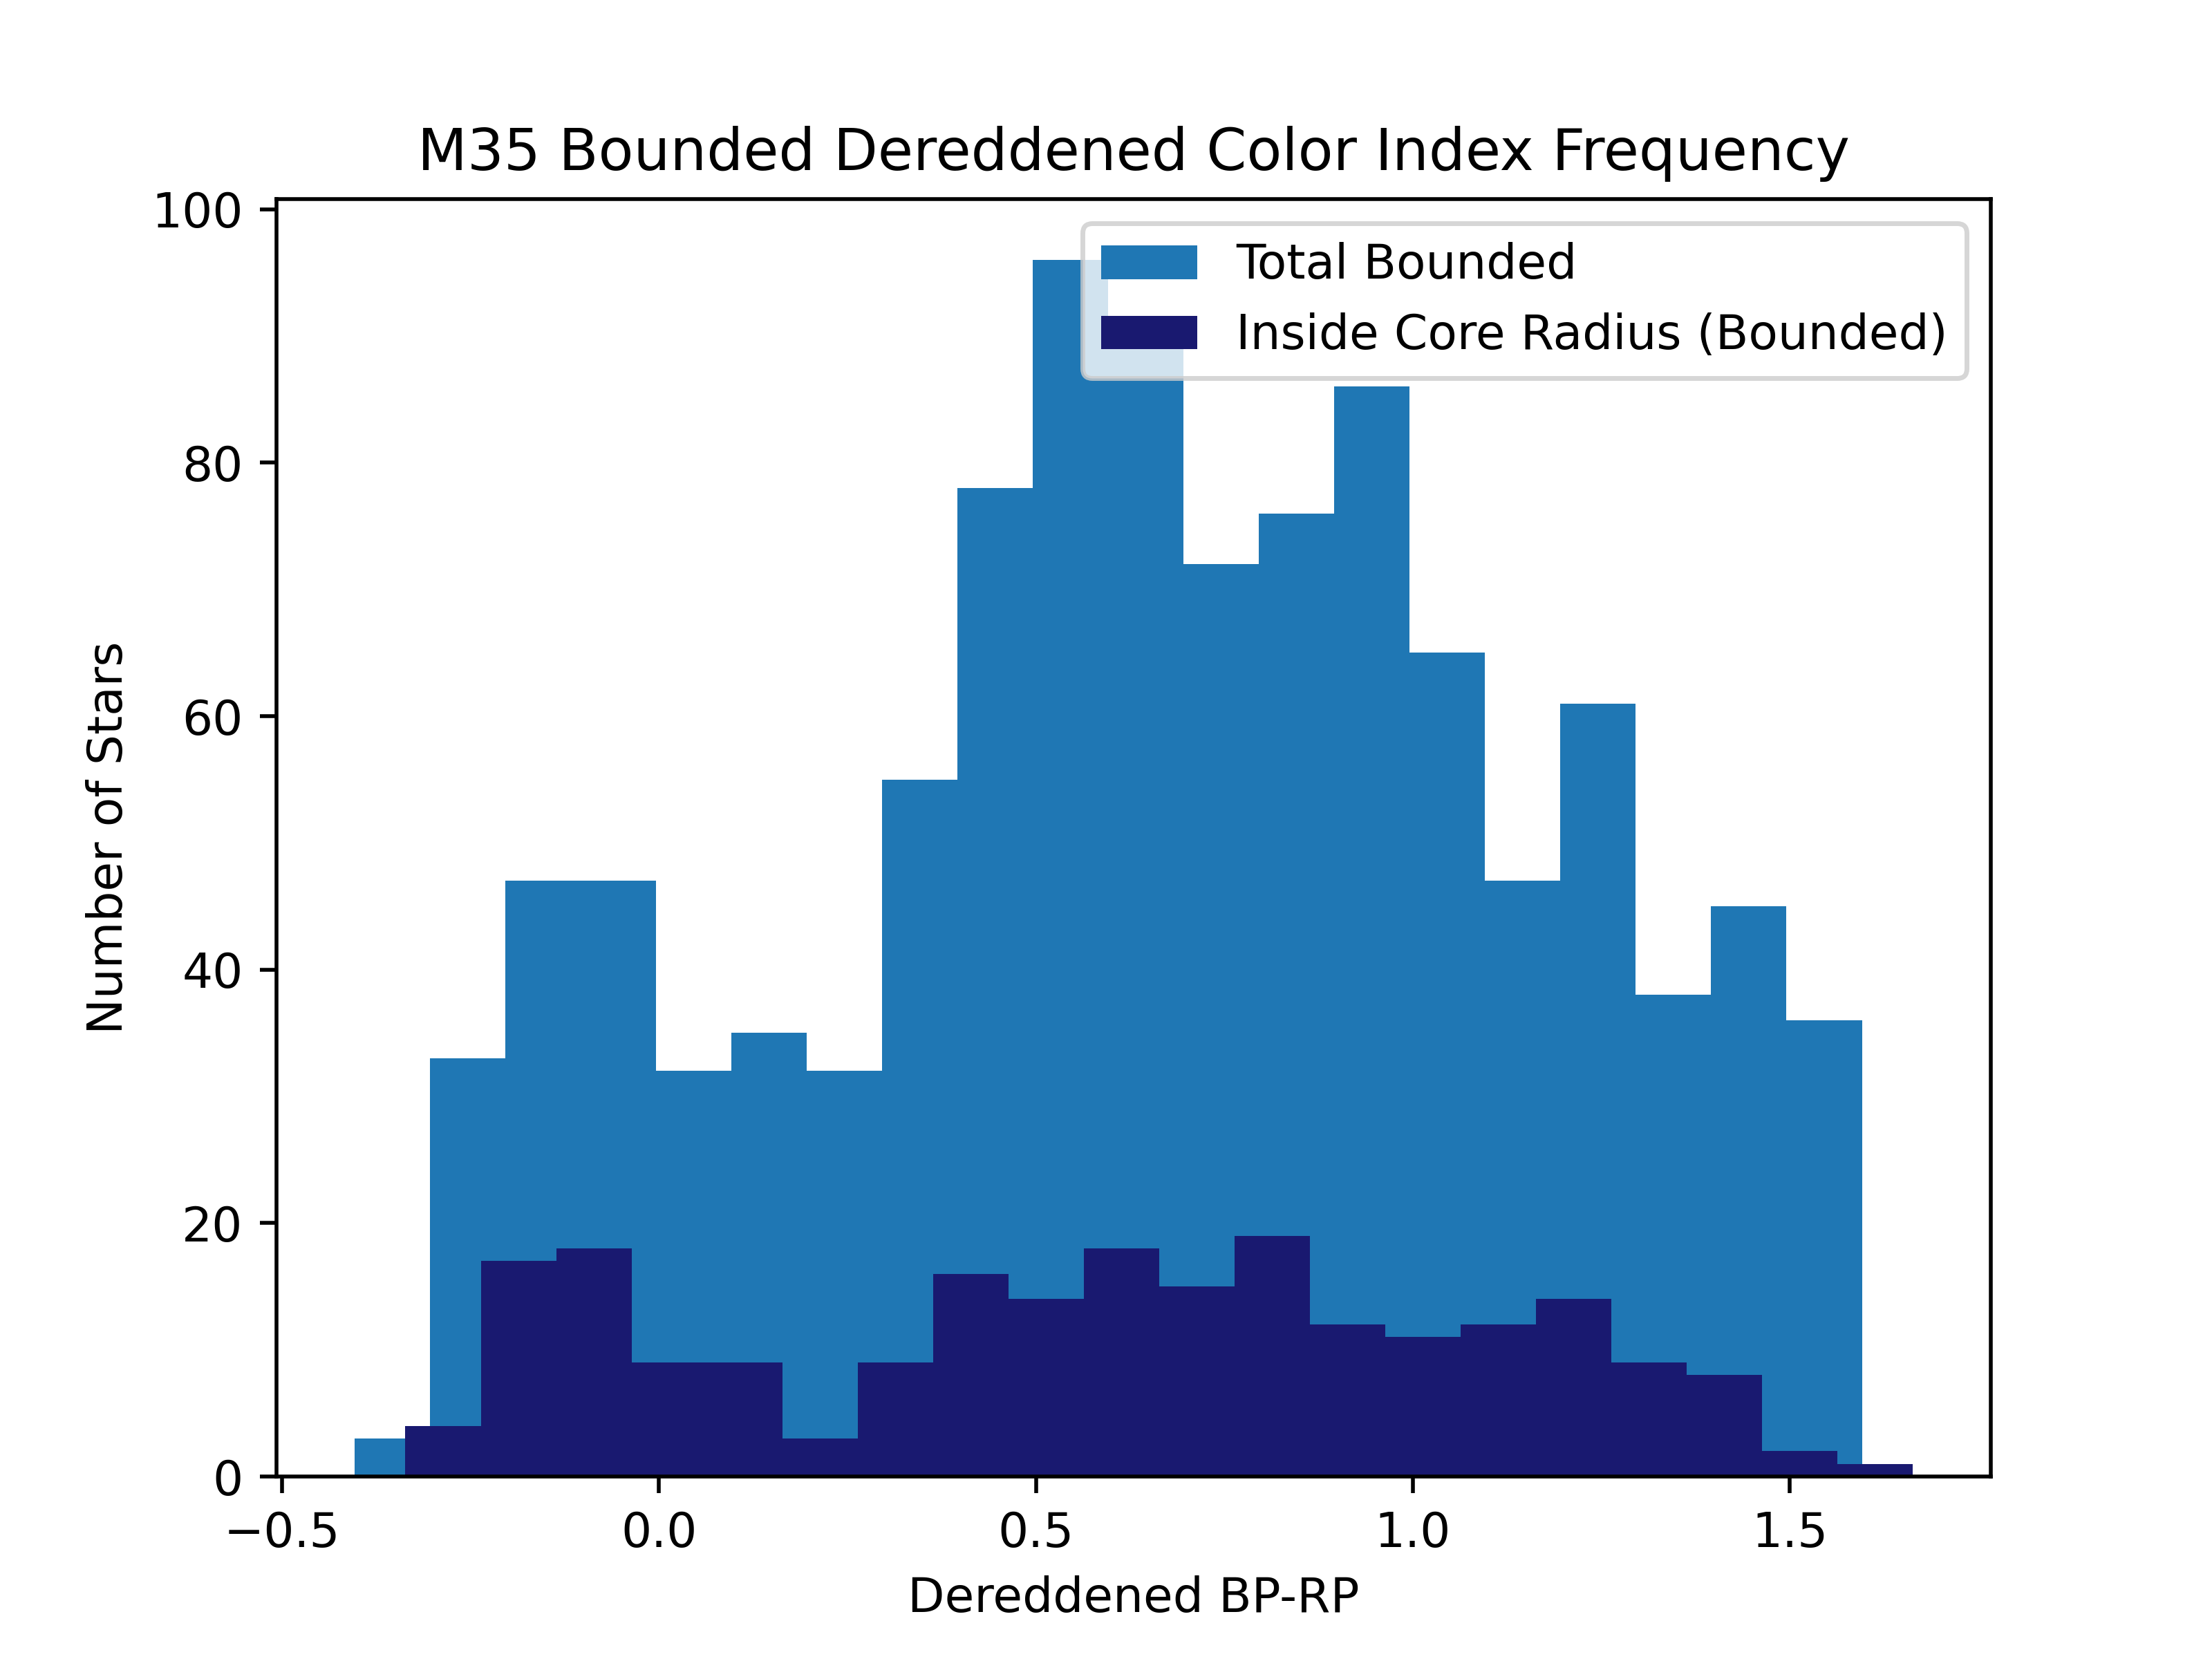 M35 Bounded Dereddened Color Index Frequency
Total Bounded
Inside Core Radius (Bounded)
100
80
60
40
20
0
Number of Stars
−0.5 0.0 0.5 1.0 1.5
Dereddened BP-RP